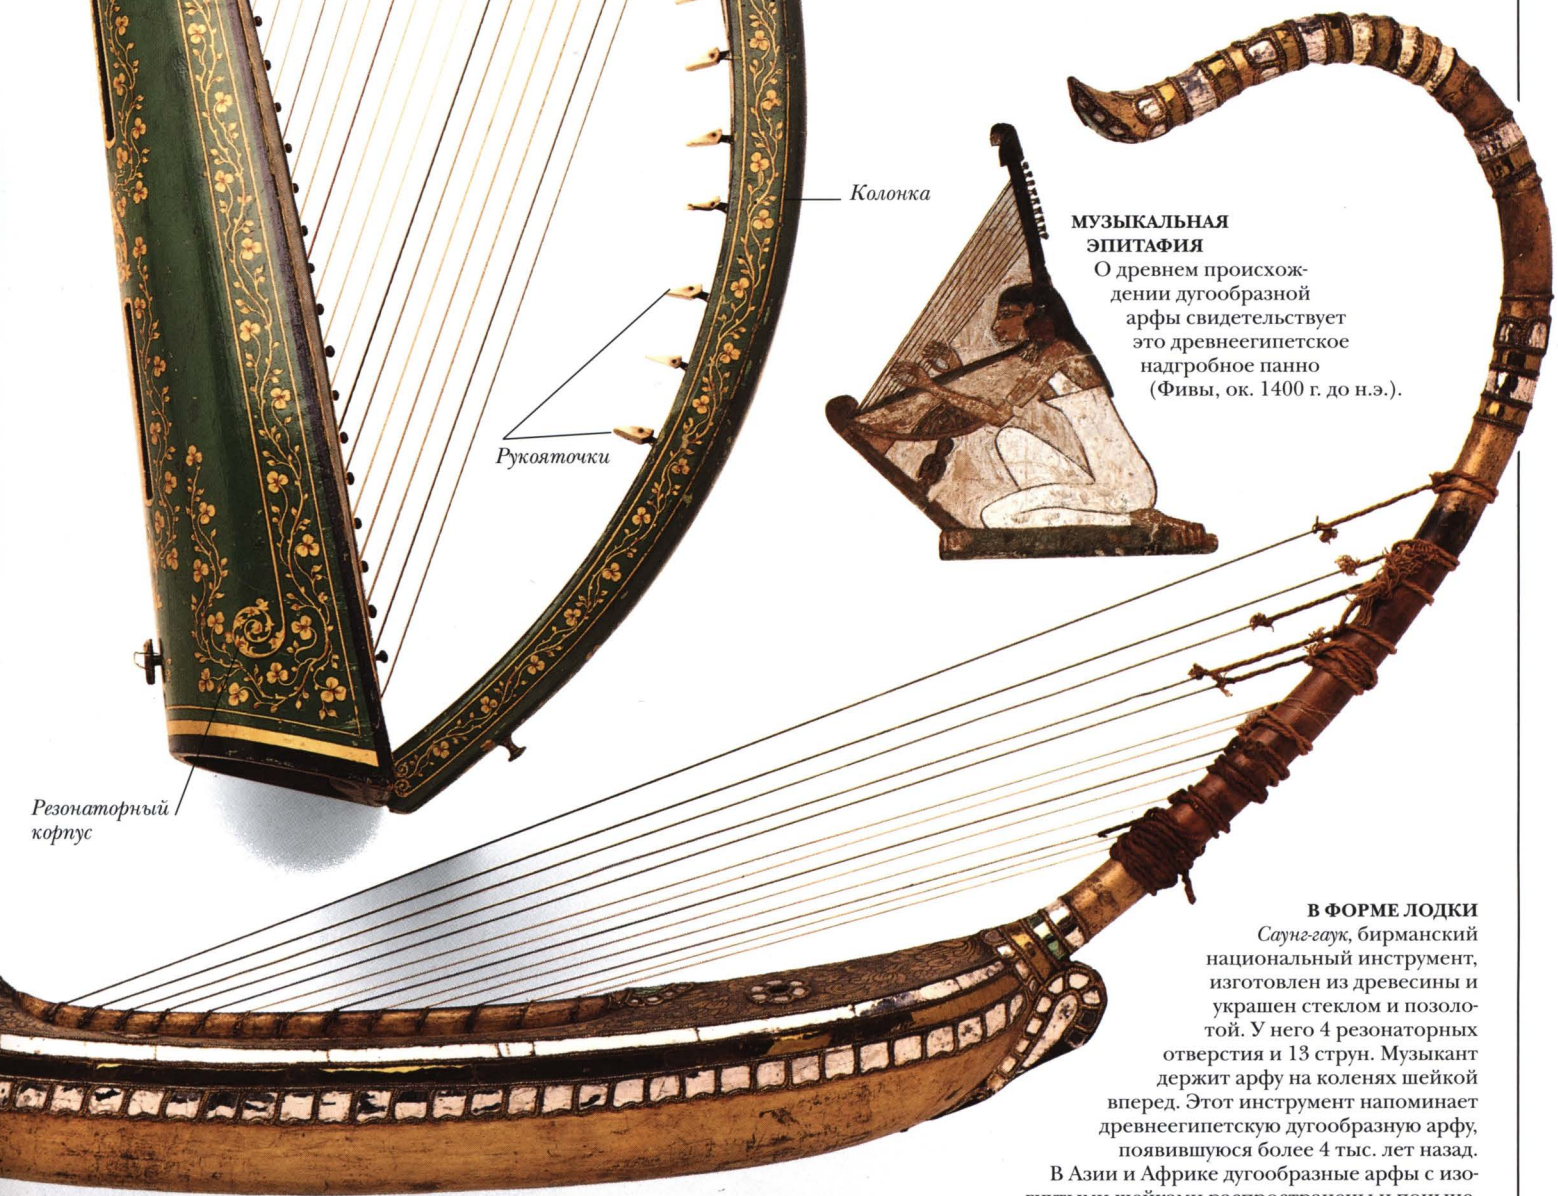 Колонка
МУЗЫКАЛЬНАЯ
ЭПИТАФИЯ
О древнем происхож-
дении дугообразной
арфы свидетельствует
это древнеегипетское
надгробное панно
(Фивы, ок. 1400 г. до н.э.).
Рукояточки
Резонаторный
корпус
В ФОРМЕ ЛОДКИ
Саунг-гаук, бирманский
национальный инструмент,
изготовлен из древесины и
украшен стеклом и позоло-
той. У него 4 резонаторных
отверстия и 13 струн. Музыкант
держит арфу на коленях шейкой
вперед. Этот инструмент напоминает
древнеегипетскую дугообразную арфу,
появившуюся более 4 тыс. лет назад.
В Азии и Африке дугообразные арфы с изо-